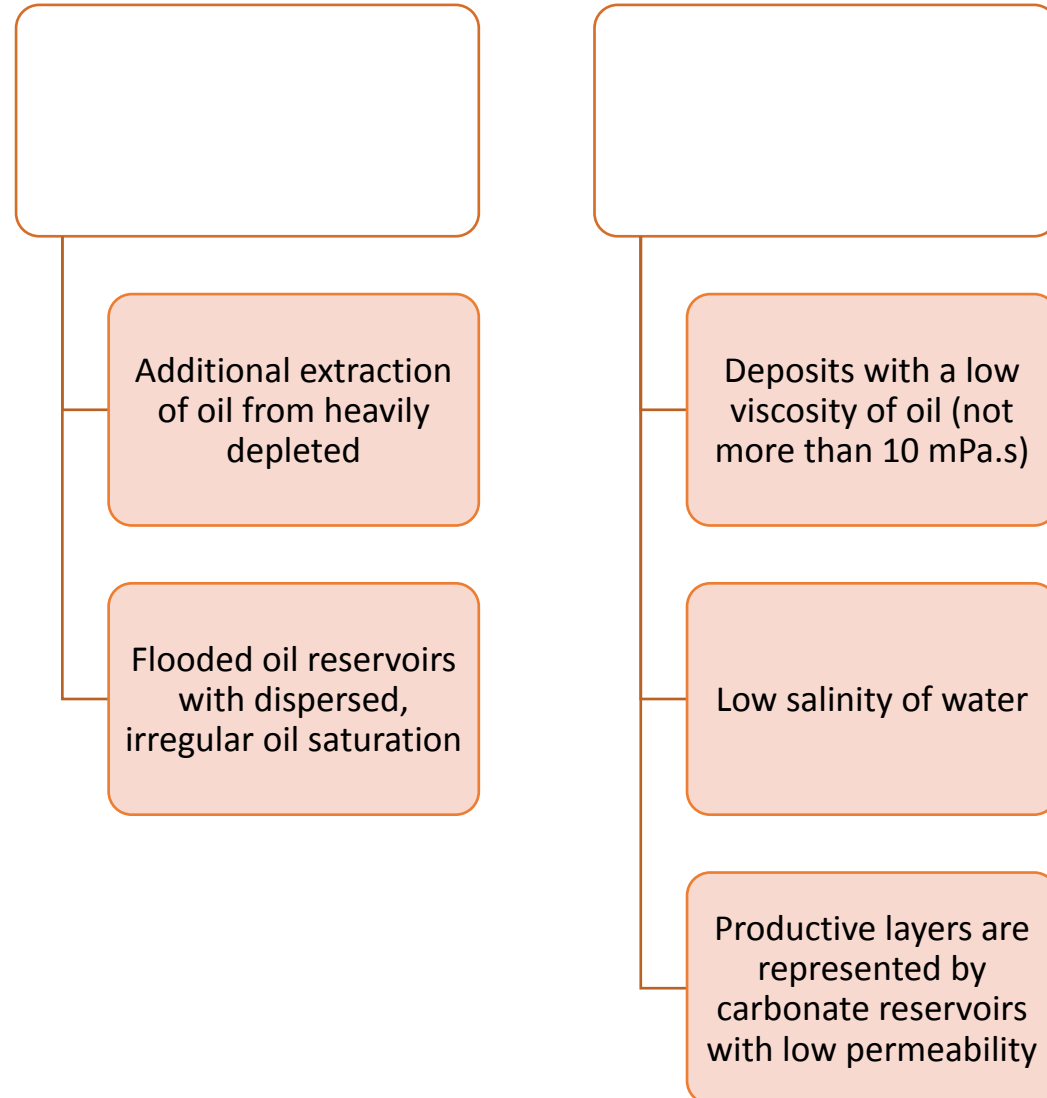 Additional extraction
of oil from heavily
depleted
Flooded oil reservoirs
with dispersed,
irregular oil saturation
Deposits with a low
viscosity of oil (not
more than 10 mPa.s)
Low salinity of water
Productive layers are
represented by
carbonate reservoirs
with low permeability